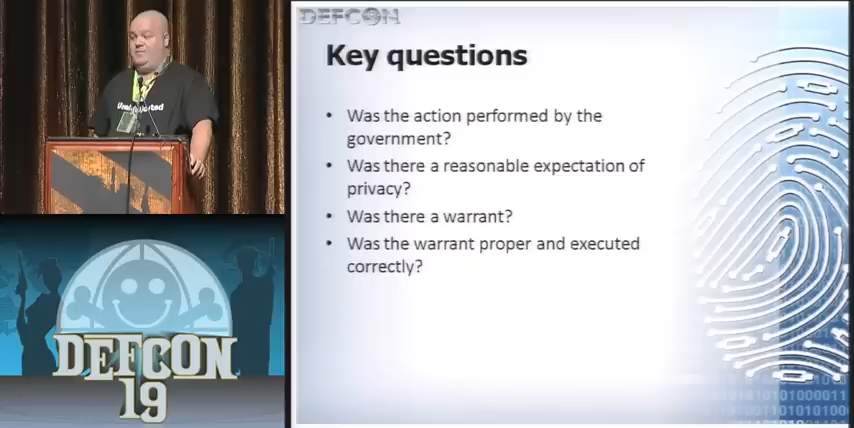 DEFCON
Key questions
• Was the action performed by the
government?
• Was there a reasonable expectation of
privacy?
• Was there a warrant?
• Was the warrant proper and executed
correctly?
DEFCON
19